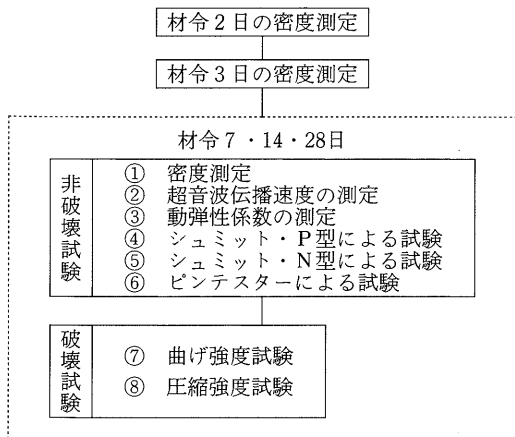 材令2日の密度測定
材令3日の密度測定
材令7・14・28日
非破壊試験
① 密度測定
② 超音波伝播速度の測定
③ 動弾性係数の測定
④ シュミット・P型による試験
⑤ シュミット・N型による試験
⑥ ピンテスターによる試験
破壊試験
⑦ 曲げ強度試験
⑧ 圧縮強度試験